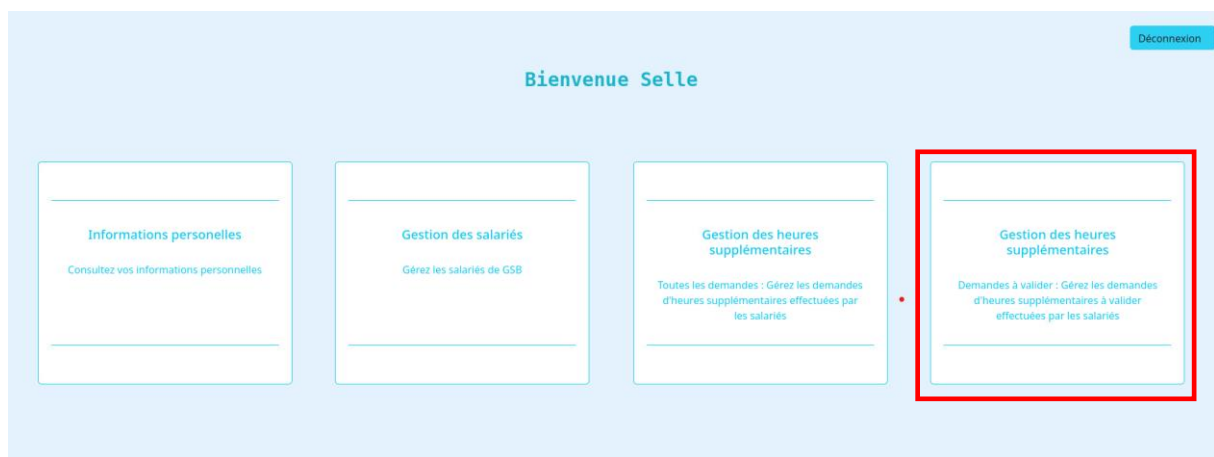 Déconnexion
Bienvenue Selle
Informations personelles
Consultez vos informations personnelles
Gestion des salariés
Gérez les salariés de GSB
Gestion des heures
supplémentaires
Toutes les demandes : Gérez les demandes
d'heures supplémentaires effectuées par
les salariés
Gestion des heures
supplémentaires
Demandes à valider : Gérez les demandes
d'heures supplémentaires à valider
effectuées par les salariés